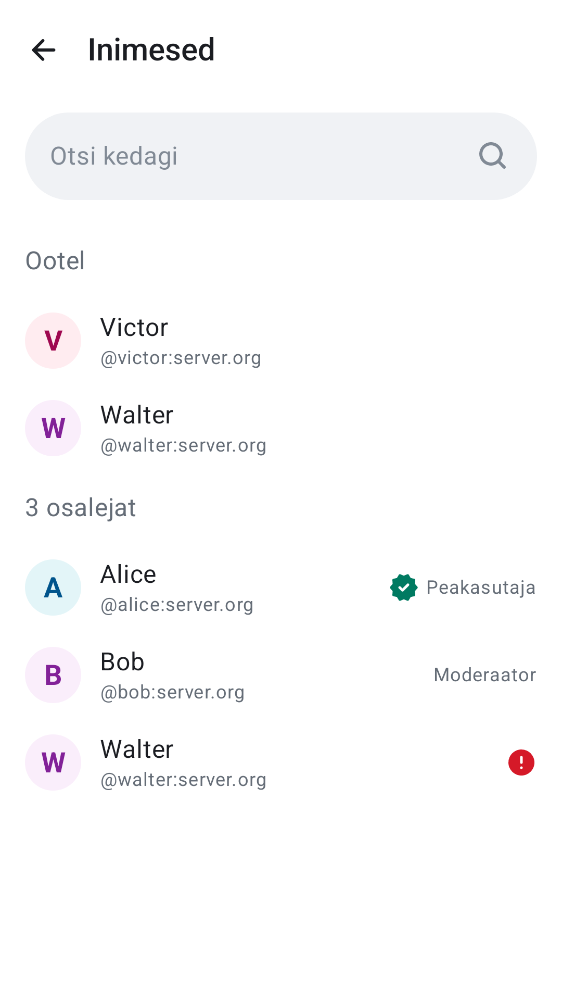 Inimesed
Otsi kedagi
Ootel
V
Victor
@victor:server.org
W
Walter
@walter:server.org
3 osalejat
A
Alice
@alice:server.org
Peakasutaja
B
Bob
@bob:server.org
Moderaator
W
Walter
@walter:server.org